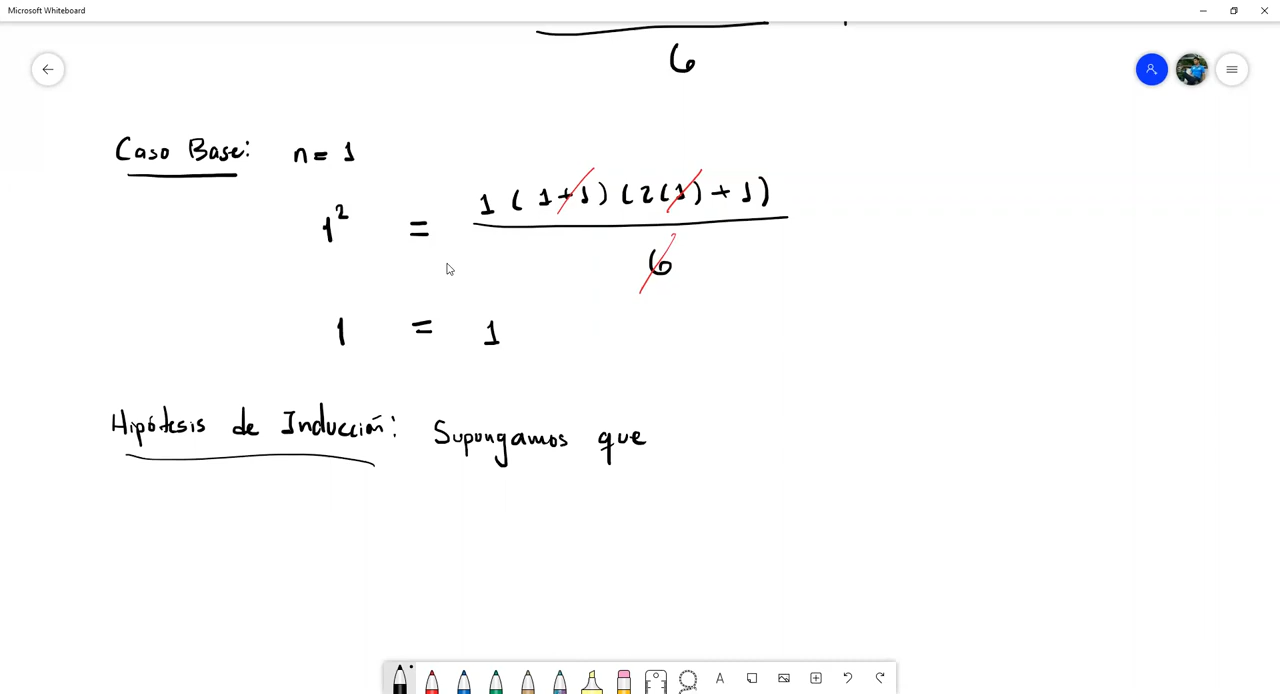 Microsoft Whiteboard
6
Caso Base: n = 1
1² = 1 ( 1 + 1) (2(1) + 1)
6
1 = 1
Hipótesis de Inducción: Supongamos que
A